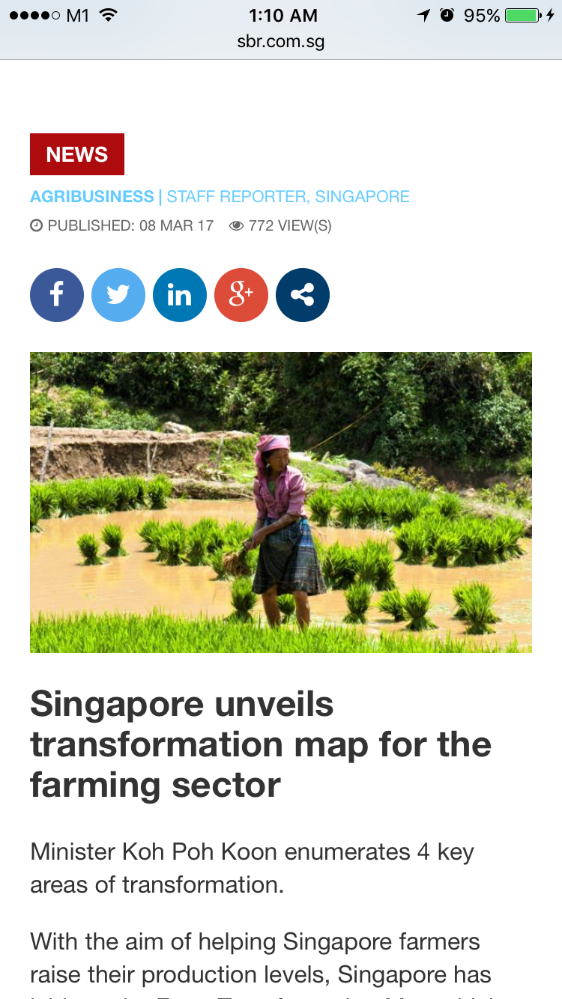 M1 1:10 AM 95%
sbr.com.sg
NEWS
AGRIBUSINESS | STAFF REPORTER, SINGAPORE
PUBLISHED: 08 MAR 17 772 VIEW(S)
f in g+
Singapore unveils
transformation map for the
farming sector
Minister Koh Poh Koon enumerates 4 key
areas of transformation.
With the aim of helping Singapore farmers
raise their production levels, Singapore has